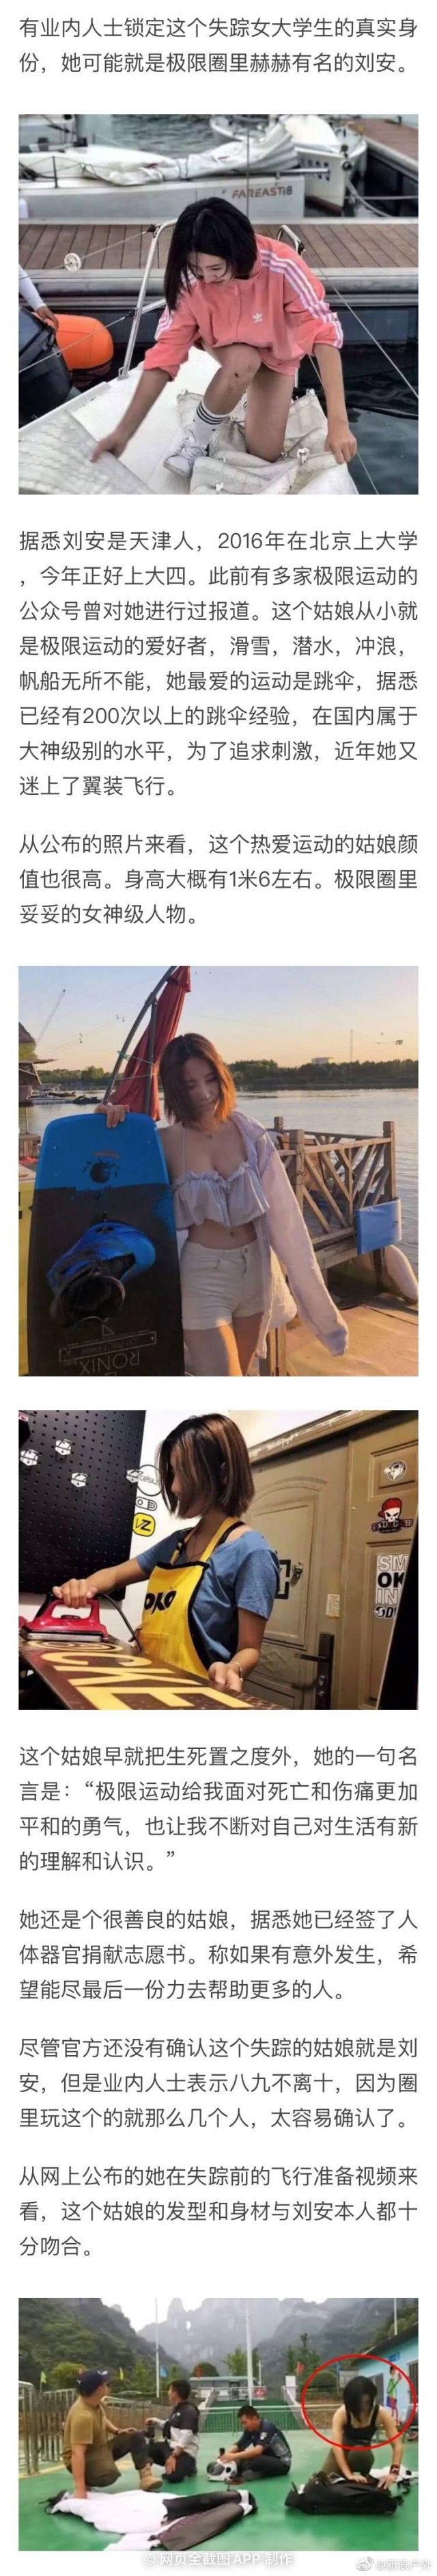 有业内人士锁定这个失踪女大学生的真实身
份，她可能就是极限圈里赫赫有名的刘安。
FAREAST18
据悉刘安是天津人，2016年在北京上大学
，今年正好上大四。此前有多家极限运动的
公众号曾对她进行过报道。这个姑娘从小就
是极限运动的爱好者，滑雪，潜水，冲浪，
帆船无所不能，她最爱的运动是跳伞，据悉
已经有200次以上的跳伞经验，在国内属于
大神级别的水平，为了追求刺激，近年她又
迷上了翼装飞行。
从公布的照片来看，这个热爱运动的姑娘颜
值也很高。身高大概有1米6左右。极限圈里
妥妥的女神级人物。
RONIX
SM
OK
IN
这个姑娘早就把生死置之度外，她的一句名
言是：“极限运动给我面对死亡和伤痛更加
平和的勇气，也让我不断对自己对生活有新
的理解和认识。”
她还是个很善良的姑娘，据悉她已经签了人
体器官捐献志愿书。称如果有意外发生，希
望能尽最后一份力去帮助更多的人。
尽管官方还没有确认这个失踪的姑娘就是刘
安，但是业内人士表示八九不离十，因为圈
里玩这个的就那么几个人，太容易确认了。
从网上公布的她在失踪前的飞行准备视频来
看，这个姑娘的发型和身材与刘安本人都十
分吻合。
网页全截图APP·制作
@新浪户外